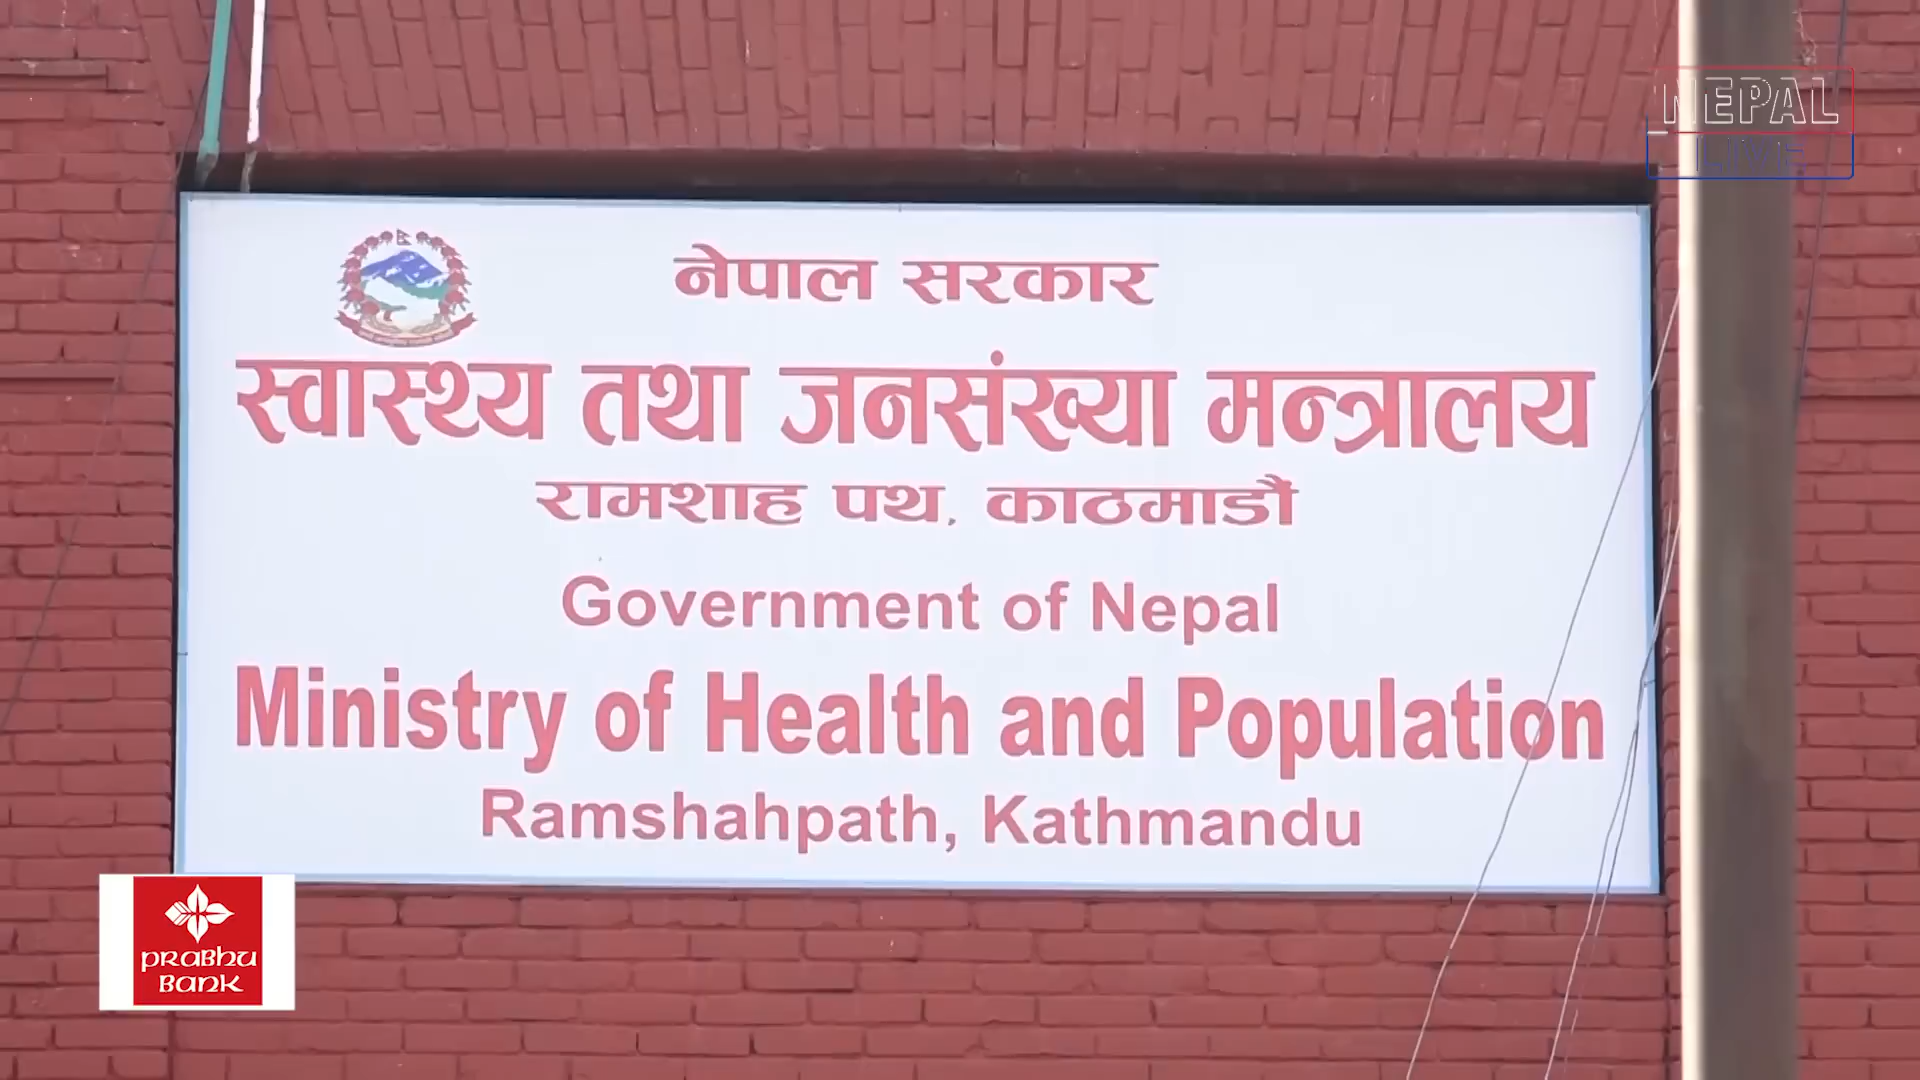 NEPAL
LIVE
नेपाल सरकार
स्वास्थ्य तथा जनसंख्या मन्त्रालय
रामशाह पथ, काठमाडौं
Government of Nepal
Ministry of Health and Population
Ramshahpath, Kathmandu
PRABHU
BANK